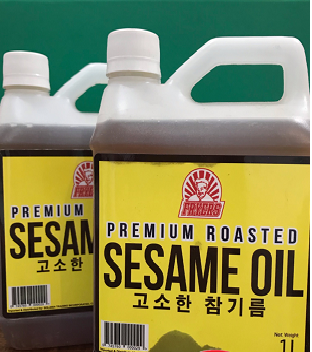 PREMIUM
SESAM
고소한
PREMIUM ROASTED
SESAME OIL
고소한 참기름
Net. Weight
1L